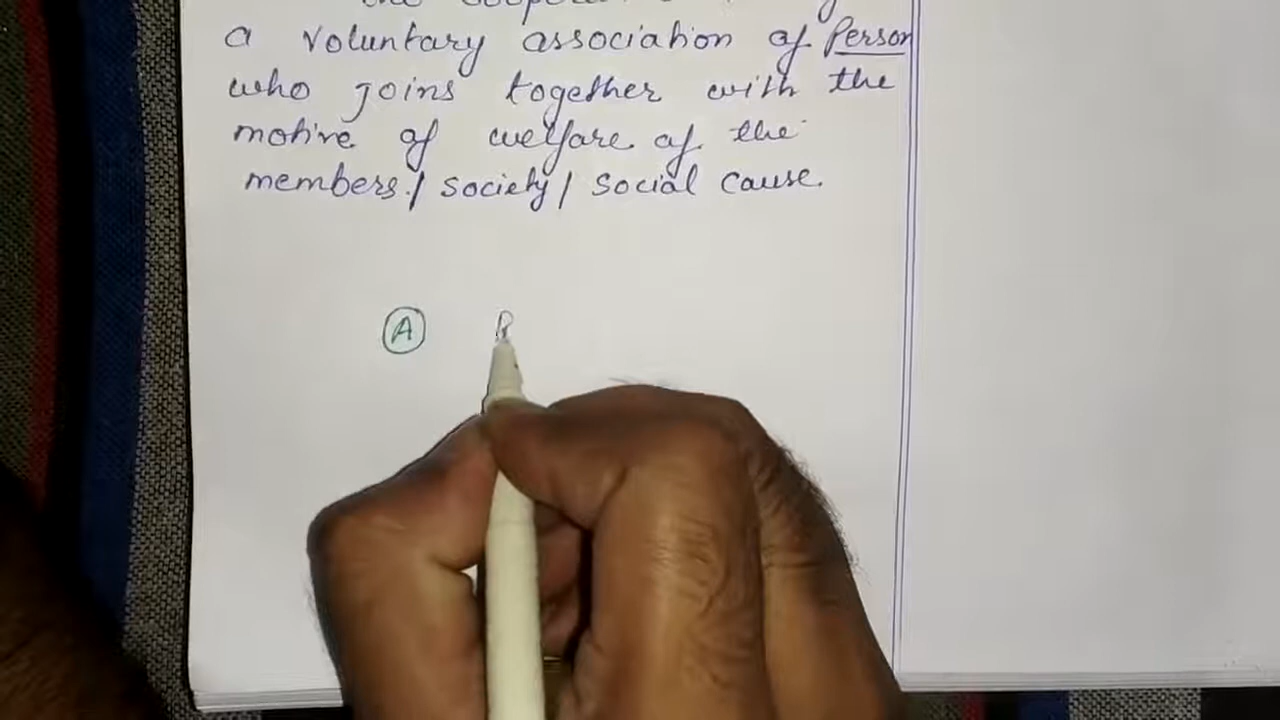 a voluntary association of Person
who joins together with the
motive of welfare of the
members./ society/ Social cause.
A